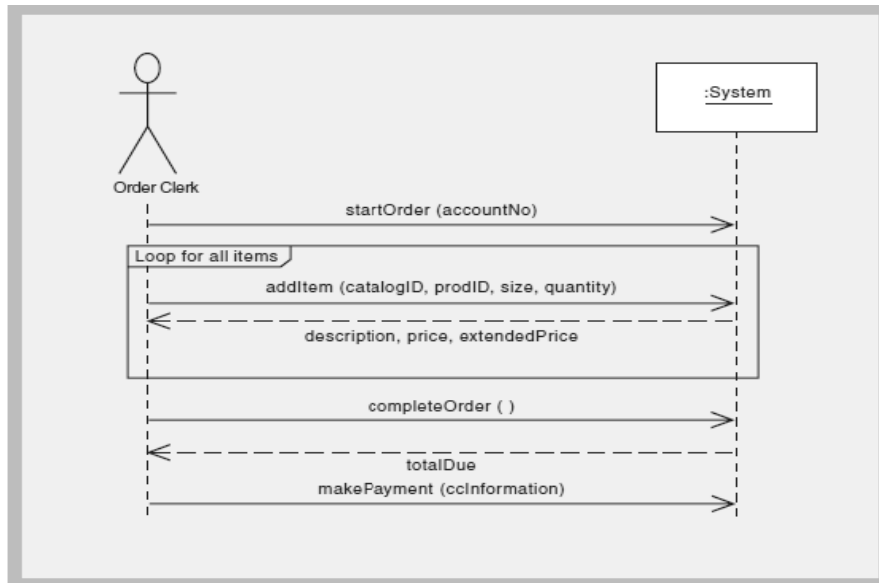 :System
Order Clerk
startOrder (accountNo)
Loop for all items
addItem (catalogID, prodID, size, quantity)
description, price, extendedPrice
completeOrder ( )
totalDue
makePayment (ccInformation)